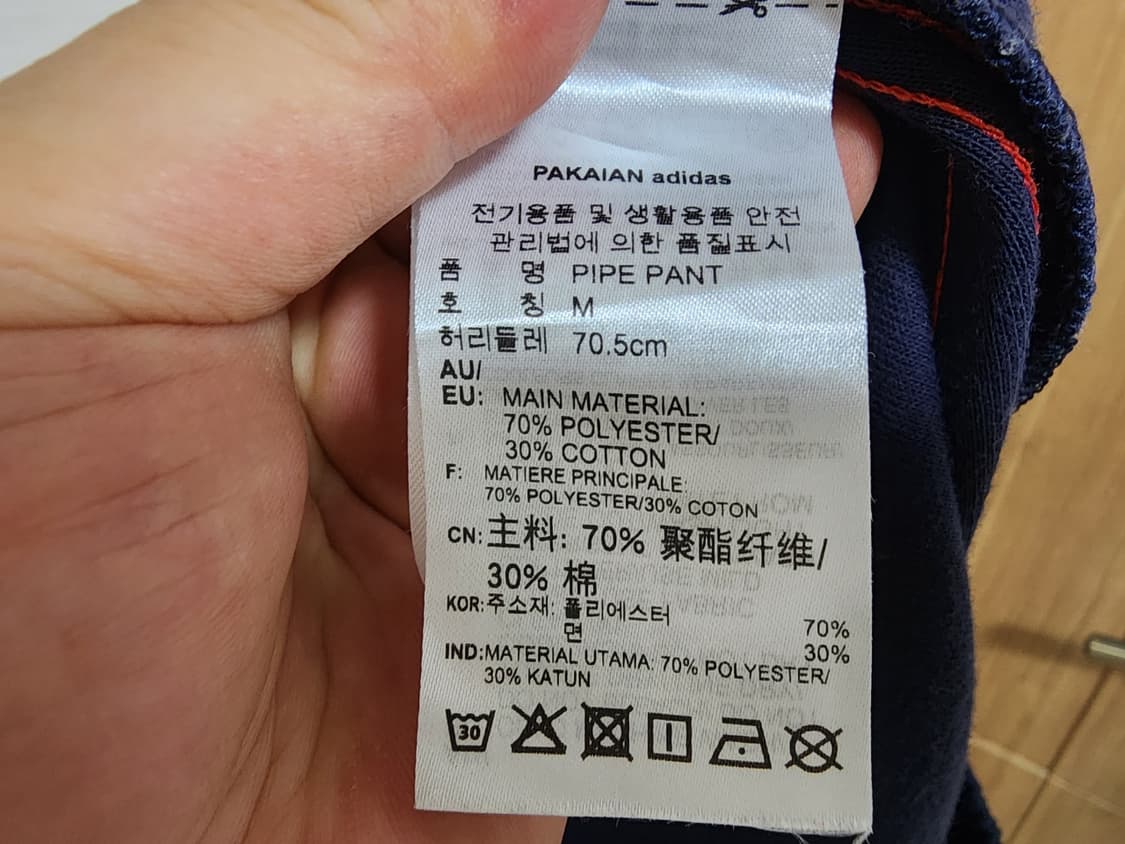 PAKAIAN adidas
전기용품 및 생활용품 안전
관리법에 의한 품질표시
품 명 PIPE PANT
호 칭 M
허리둘레 70.5cm
AU/
EU: MAIN MATERIAL:
70% POLYESTER/
30% COTTON
F: MATIERE PRINCIPALE:
70% POLYESTER/30% COTON
CN: 主料: 70% 聚酯纤维/
30% 棉
KOR: 주소재: 폴리에스터 70%
면 30%
IND: MATERIAL UTAMA: 70% POLYESTER/
30% KATUN
30